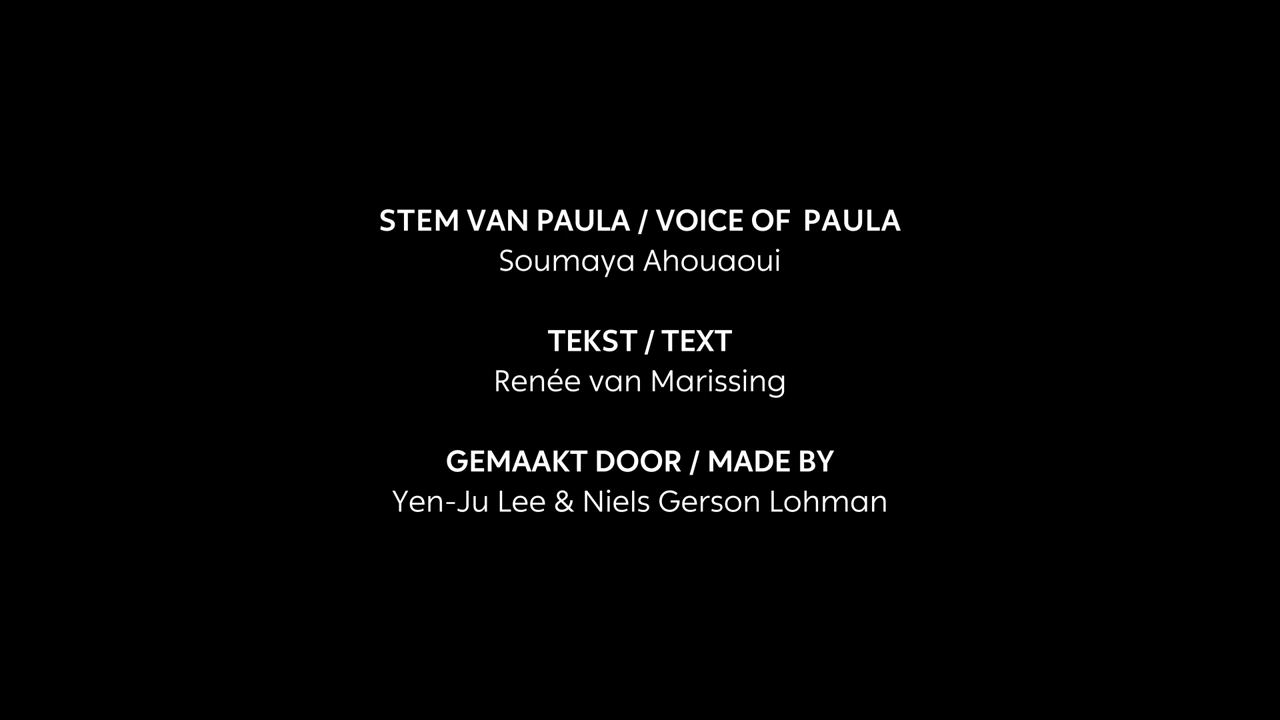 STEM VAN PAULA / VOICE OF PAULA
Soumaya Ahouaoui
TEKST / TEXT
Renée van Marissing
GEMAAKT DOOR / MADE BY
Yen-Ju Lee & Niels Gerson Lohman